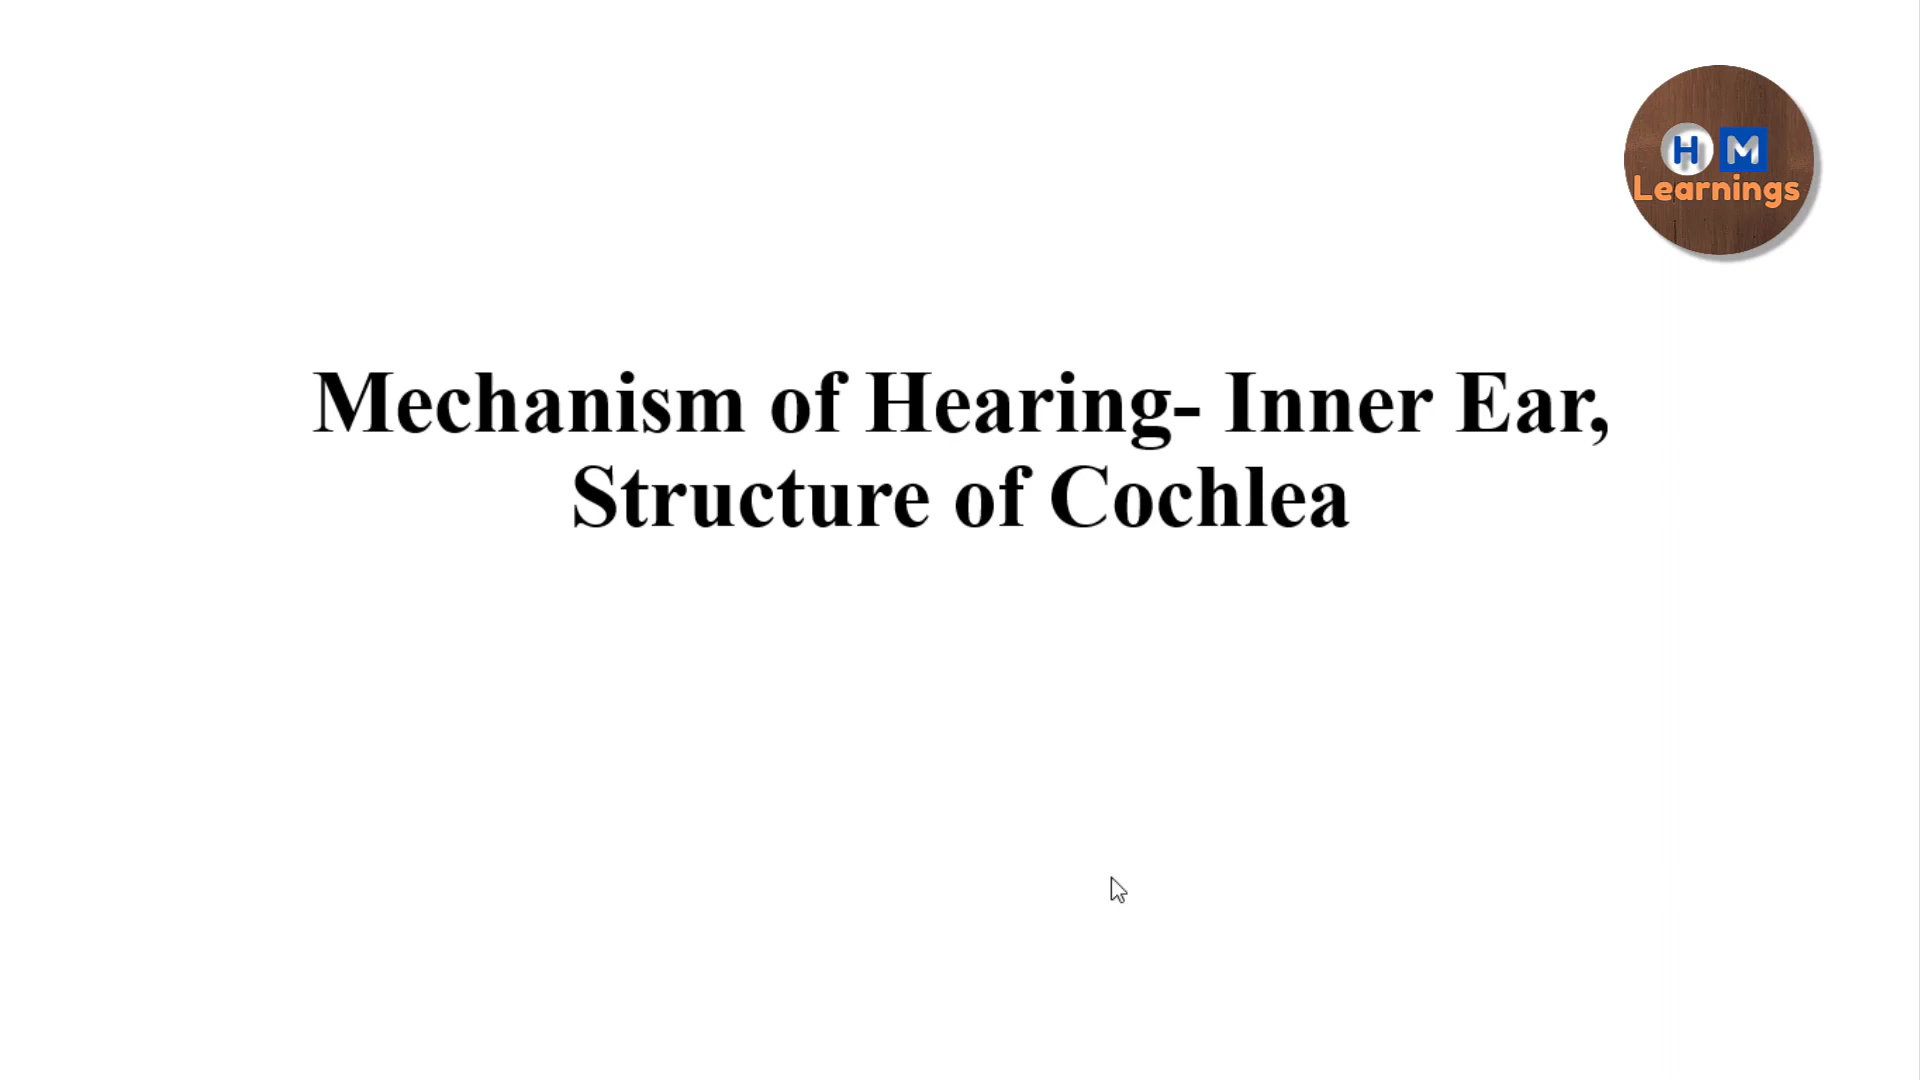 H M
Learnings
Mechanism of Hearing- Inner Ear,
Structure of Cochlea